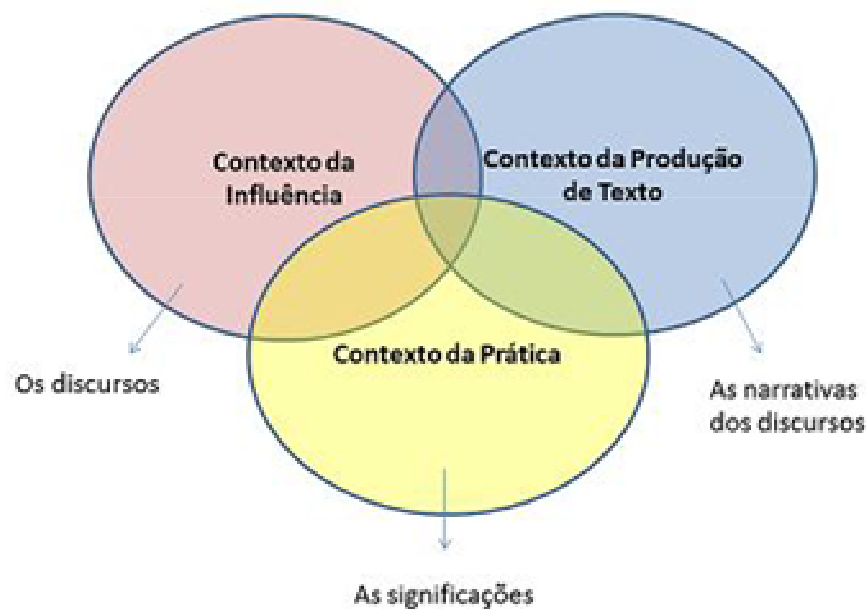 Contexto da
Influência
Contexto da Produção
de Texto
Contexto da Prática
Os discursos
As narrativas
dos discursos
As significações